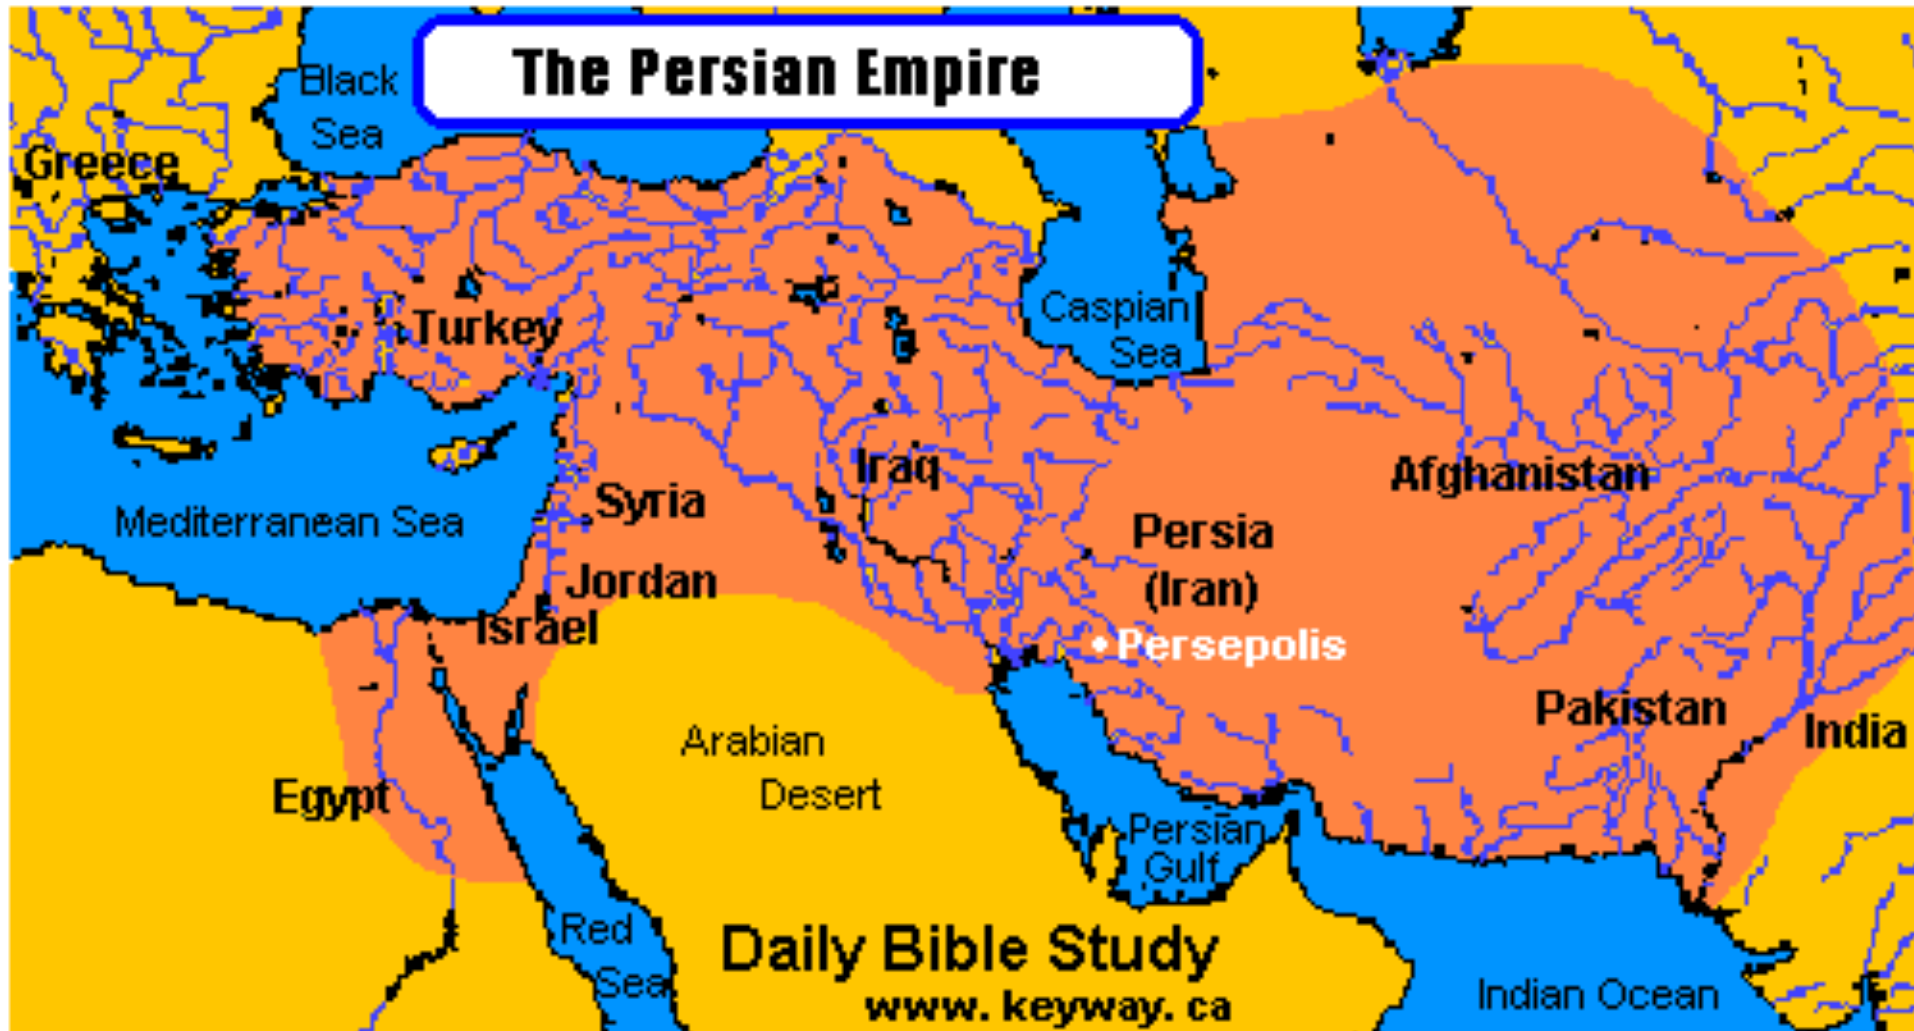 The Persian Empire
Black
Sea
Greece
Caspian
Sea
Turkey
Iraq
Afghanistan
Syria
Mediterranean Sea
Persia
(Iran)
Jordan
Israel
Persepolis
Pakistan
India
Arabian
Desert
Egypt
Persian
Gulf
Red
Sea
Daily Bible Study
www.keyway.ca
Indian Ocean